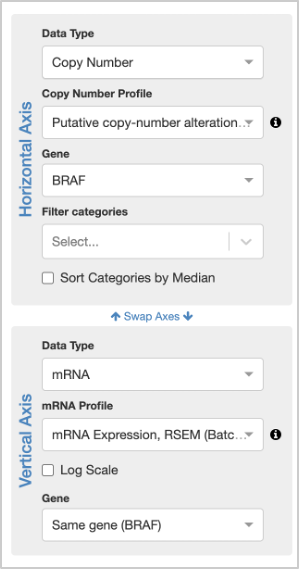 Horizontal Axis
Data Type
Copy Number
Copy Number Profile
Putative copy-number alteration...
Gene
BRAF
Filter categories
Select...
Sort Categories by Median
Swap Axes
Vertical Axis
Data Type
mRNA
mRNA Profile
mRNA Expression, RSEM (Batc...
Log Scale
Gene
Same gene (BRAF)